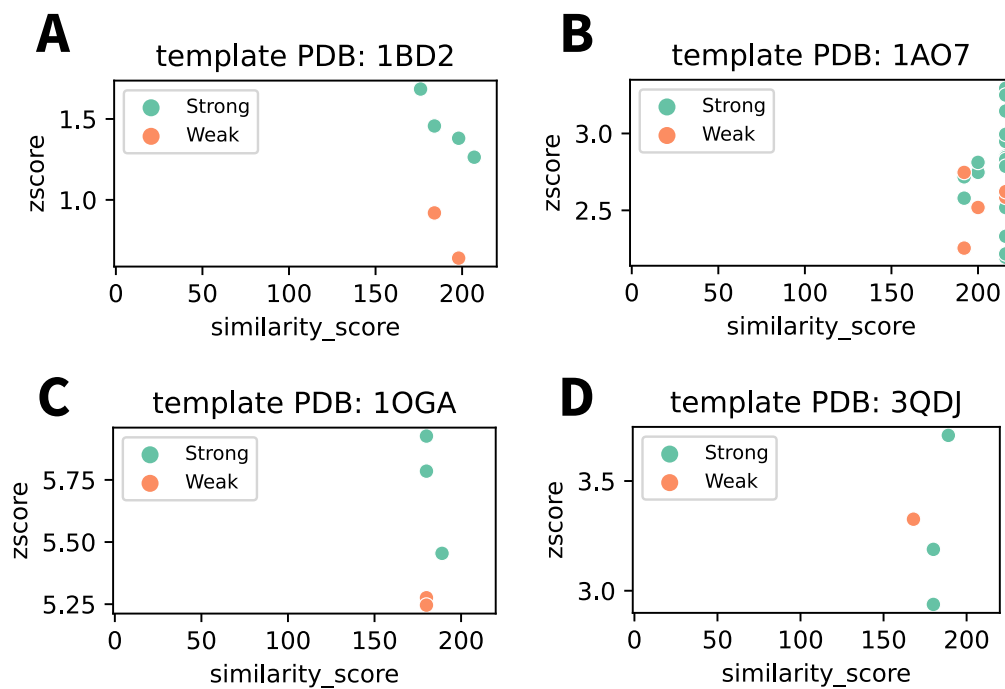 A
template PDB: 1BD2
Strong
Weak
1.5
1.0
zscore
0 50 100 150 200
similarity_score
B
template PDB: 1AO7
Strong
Weak
3.0
2.5
zscore
0 50 100 150 200
similarity_score
C
template PDB: 1OGA
Strong
Weak
5.75
5.50
5.25
zscore
0 50 100 150 200
similarity_score
D
template PDB: 3QDJ
Strong
Weak
3.5
3.0
zscore
0 50 100 150 200
similarity_score